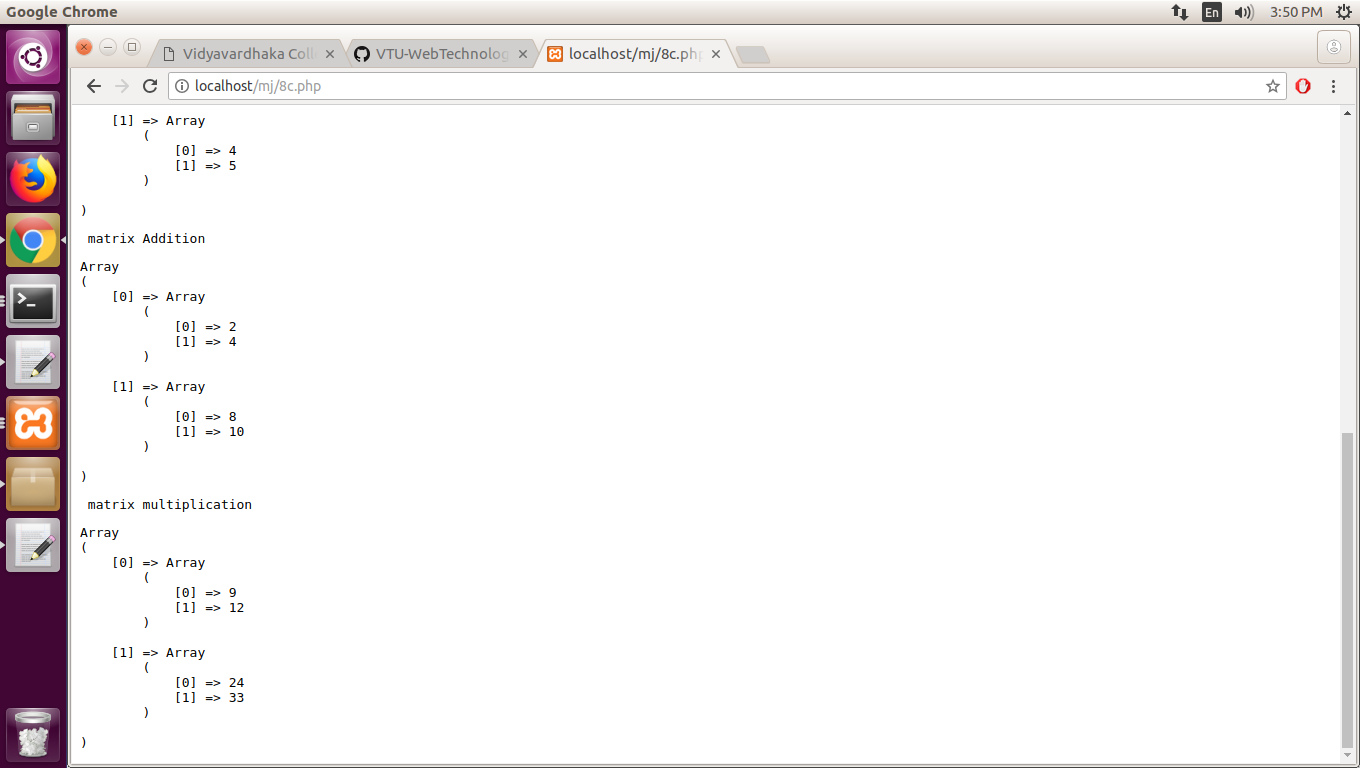 Google Chrome
En
3:50 PM
Vidyavardhaka Coll
VTU-WebTechnolog
localhost/mj/8c.php
localhost/mj/8c.php
    [1] => Array
        (
            [0] => 4
            [1] => 5
        )
)
 matrix Addition
Array
(
    [0] => Array
        (
            [0] => 2
            [1] => 4
        )
    [1] => Array
        (
            [0] => 8
            [1] => 10
        )
)
 matrix multiplication
Array
(
    [0] => Array
        (
            [0] => 9
            [1] => 12
        )
    [1] => Array
        (
            [0] => 24
            [1] => 33
        )
)